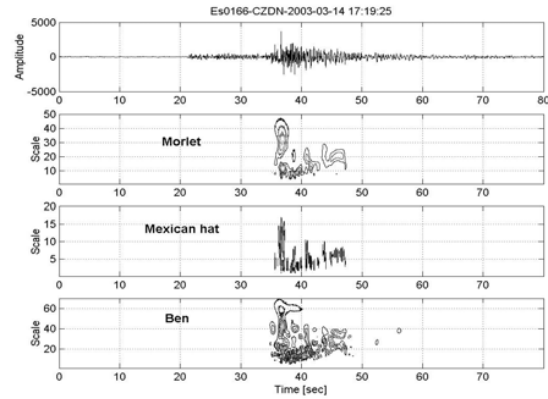 Es0166-CZDN-2003-03-14 17:19:25
Amplitude
5000
0
-5000
0 10 20 30 40 50 60 70 80
Scale
50
40
30
20
10
Morlet
0 10 20 30 40 50 60 70
Scale
20
15
10
5
Mexican hat
0 10 20 30 40 50 60 70
Scale
60
40
20
Ben
0 10 20 30 40 50 60 70
Time [sec]